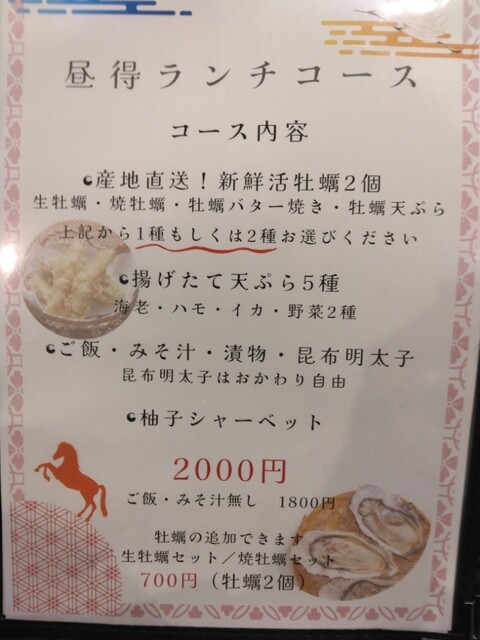 昼得ランチコース
コース内容
産地直送！新鮮活牡蠣2個
生牡蠣・焼牡蠣・牡蠣バター焼き・牡蠣天ぷら
上記から1種もしくは2種お選びください
揚げたて天ぷら5種
海老・ハモ・イカ・野菜2種
ご飯・みそ汁・漬物・昆布明太子
昆布明太子はおかわり自由
柚子シャーベット
2000円
ご飯・みそ汁無し 1800円
牡蠣の追加できます
生牡蠣セット／焼牡蠣セット
700円（牡蠣2個）